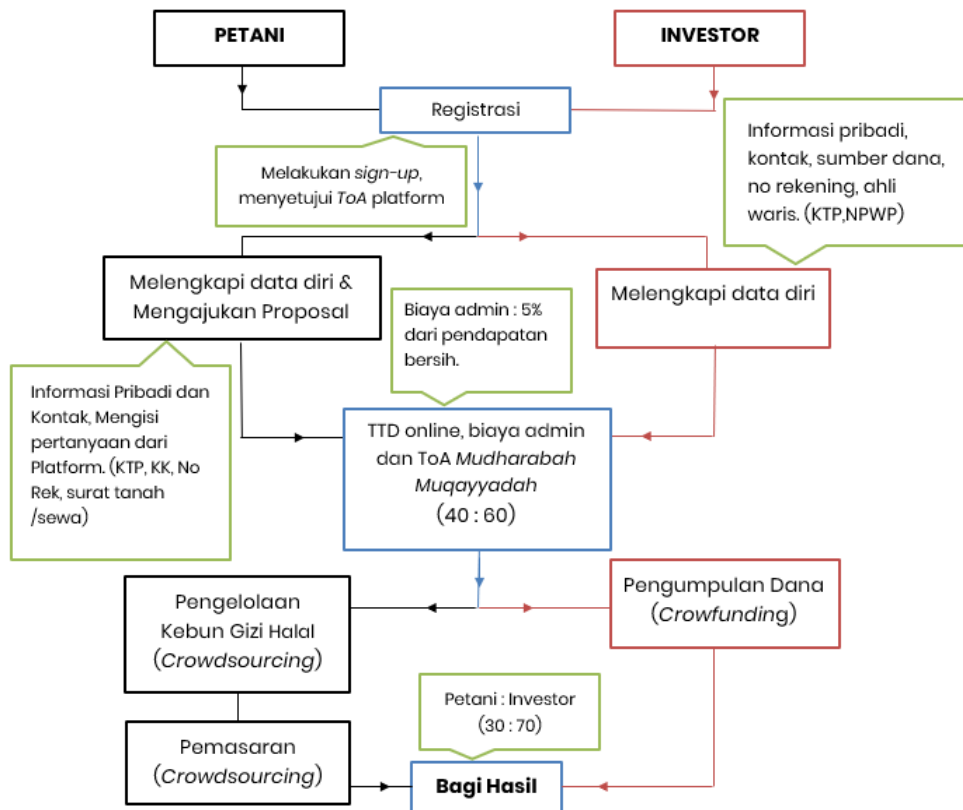 PETANI
INVESTOR
Registrasi
Melakukan sign-up,
menyetujui ToA platform
Informasi pribadi,
kontak, sumber dana,
no rekening, ahli
waris. (KTP,NPWP)
Melengkapi data diri &
Mengajukan Proposal
Biaya admin : 5%
dari pendapatan
bersih.
Melengkapi data diri
Informasi Pribadi dan
Kontak, Mengisi
pertanyaan dari
Platform. (KTP, KK, No
Rek, surat tanah
/sewa)
TTD online, biaya admin
dan ToA Mudharabah
Muqayyadah
(40 : 60)
Pengelolaan
Kebun Gizi Halal
(Crowdsourcing)
Pengumpulan Dana
(Crowfunding)
Petani : Investor
(30 : 70)
Pemasaran
(Crowdsourcing)
Bagi Hasil